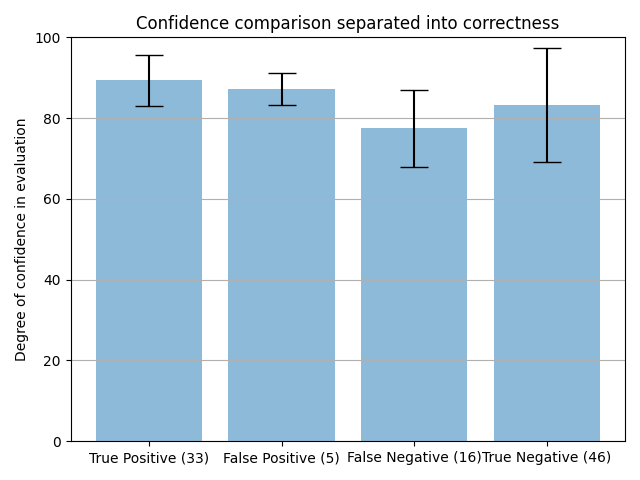 Confidence comparison separated into correctness
Degree of confidence in evaluation
100
80
60
40
20
0
True Positive (33) False Positive (5) False Negative (16) True Negative (46)